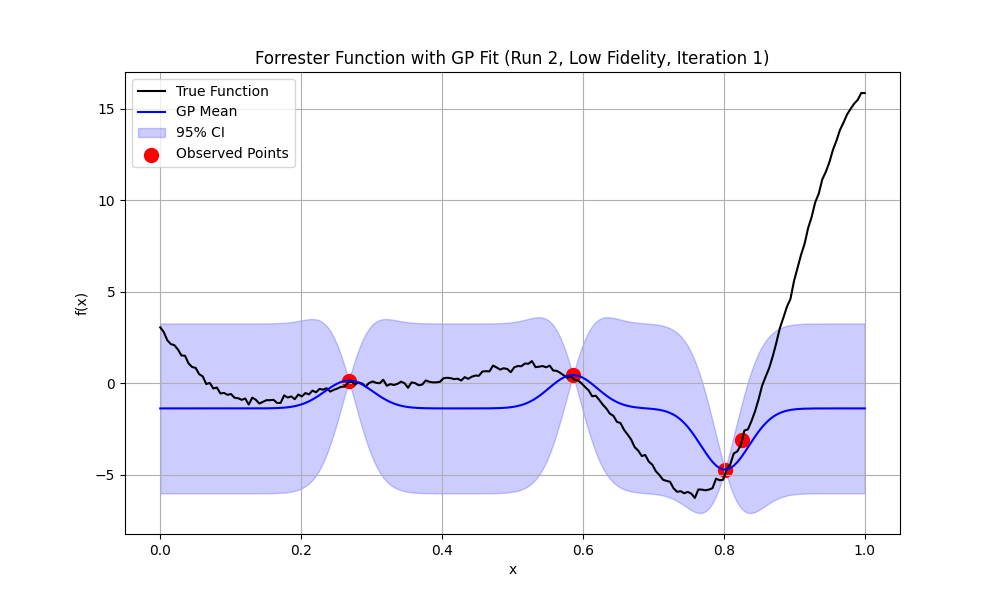 Forrester Function with GP Fit (Run 2, Low Fidelity, Iteration 1)
True Function
GP Mean
95% CI
Observed Points
f(x)
15
10
5
0
−5
0.0 0.2 0.4 0.6 0.8 1.0
x